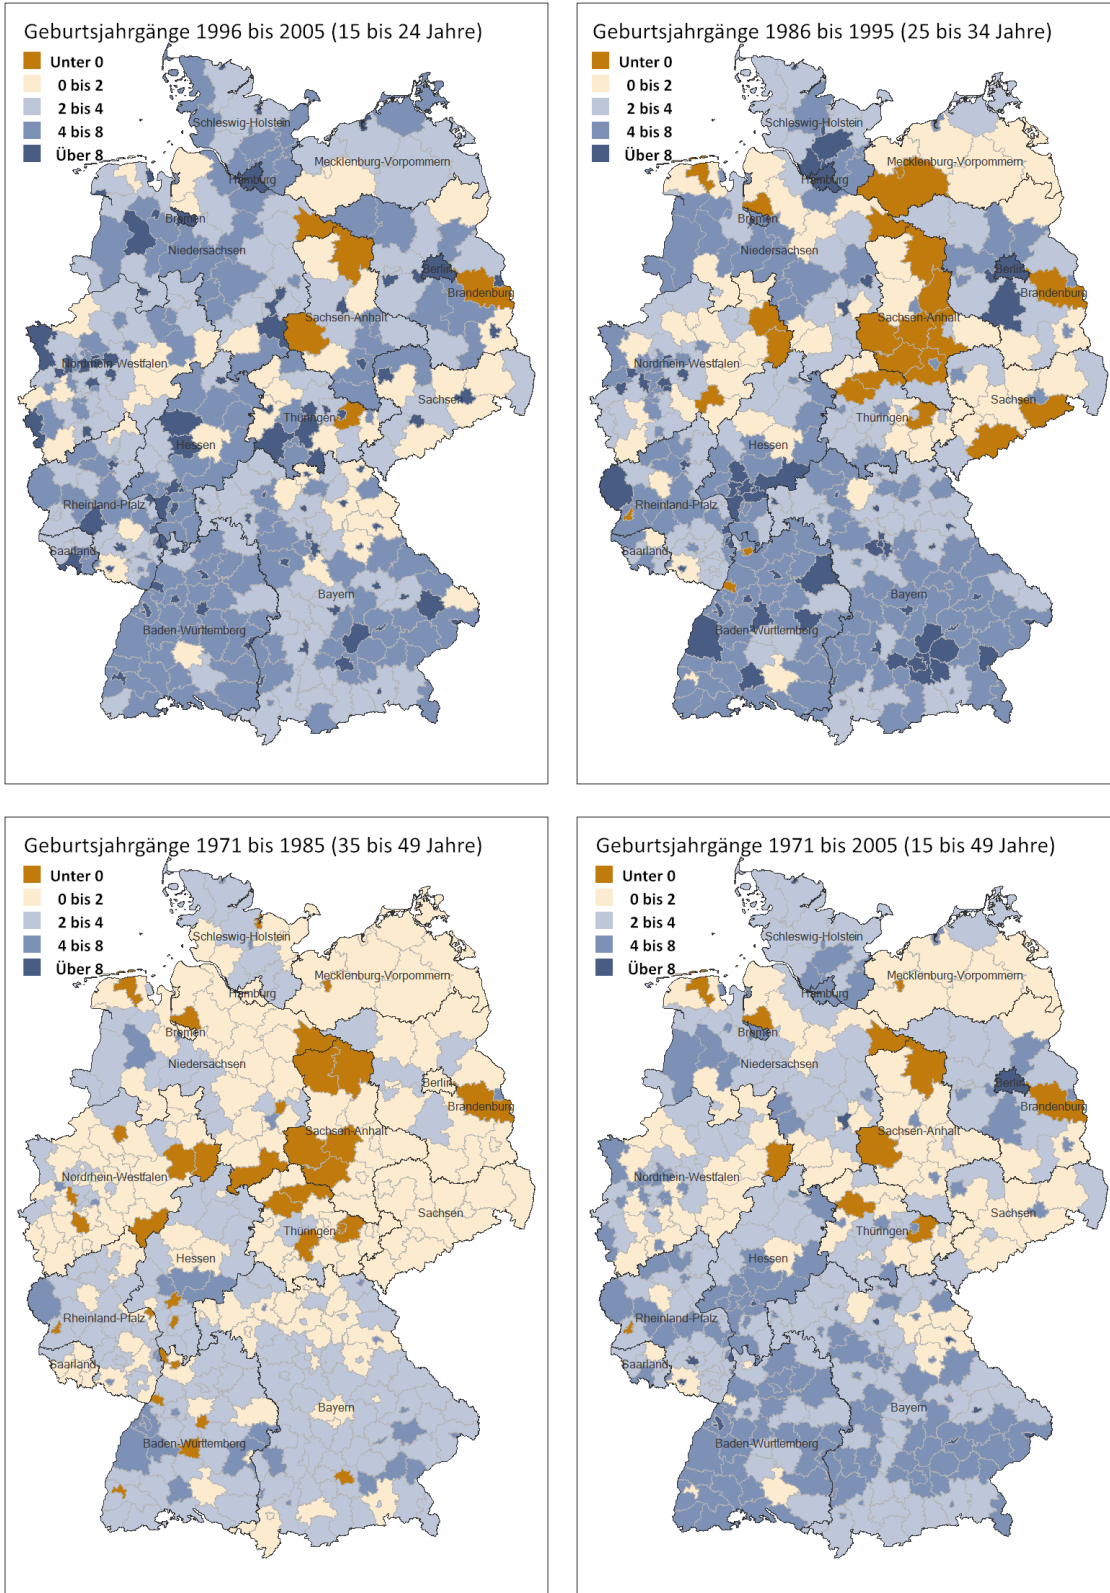 Geburtsjahrgänge 1996 bis 2005 (15 bis 24 Jahre)
Unter 0
0 bis 2
2 bis 4
4 bis 8
Über 8
Schleswig-Holstein
Mecklenburg-Vorpommern
Hamburg
Bremen
Niedersachsen
Berlin
Brandenburg
Sachsen-Anhalt
Nordrhein-Westfalen
Sachsen
Thüringen
Hessen
Rheinland-Pfalz
Saarland
Bayern
Baden-Württemberg
Geburtsjahrgänge 1986 bis 1995 (25 bis 34 Jahre)
Unter 0
0 bis 2
2 bis 4
4 bis 8
Über 8
Schleswig-Holstein
Mecklenburg-Vorpommern
Hamburg
Bremen
Niedersachsen
Berlin
Brandenburg
Sachsen-Anhalt
Nordrhein-Westfalen
Sachsen
Thüringen
Hessen
Rheinland-Pfalz
Saarland
Bayern
Baden-Württemberg
Geburtsjahrgänge 1971 bis 1985 (35 bis 49 Jahre)
Unter 0
0 bis 2
2 bis 4
4 bis 8
Über 8
Schleswig-Holstein
Mecklenburg-Vorpommern
Hamburg
Bremen
Niedersachsen
Berlin
Brandenburg
Sachsen-Anhalt
Nordrhein-Westfalen
Sachsen
Thüringen
Hessen
Rheinland-Pfalz
Saarland
Bayern
Baden-Württemberg
Geburtsjahrgänge 1971 bis 2005 (15 bis 49 Jahre)
Unter 0
0 bis 2
2 bis 4
4 bis 8
Über 8
Schleswig-Holstein
Mecklenburg-Vorpommern
Hamburg
Bremen
Niedersachsen
Berlin
Brandenburg
Sachsen-Anhalt
Nordrhein-Westfalen
Sachsen
Thüringen
Hessen
Rheinland-Pfalz
Saarland
Bayern
Baden-Württemberg